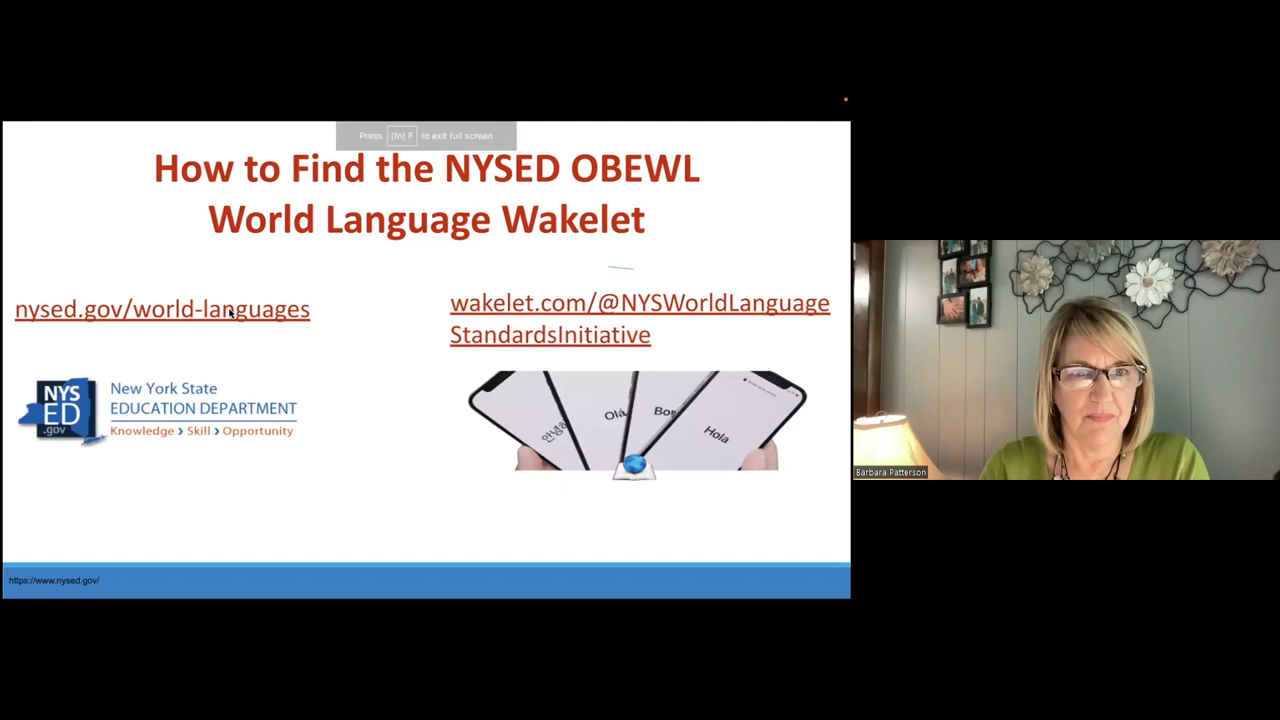 Press (fn) F to exit full screen
How to Find the NYSED OBEWL
World Language Wakelet
nysed.gov/world-languages
wakelet.com/@NYSWorldLanguage
StandardsInitiative
NYS
ED
.gov
New York State
EDUCATION DEPARTMENT
Knowledge › Skill › Opportunity
Olá
Hola
https://www.nysed.gov/
Barbara Patterson